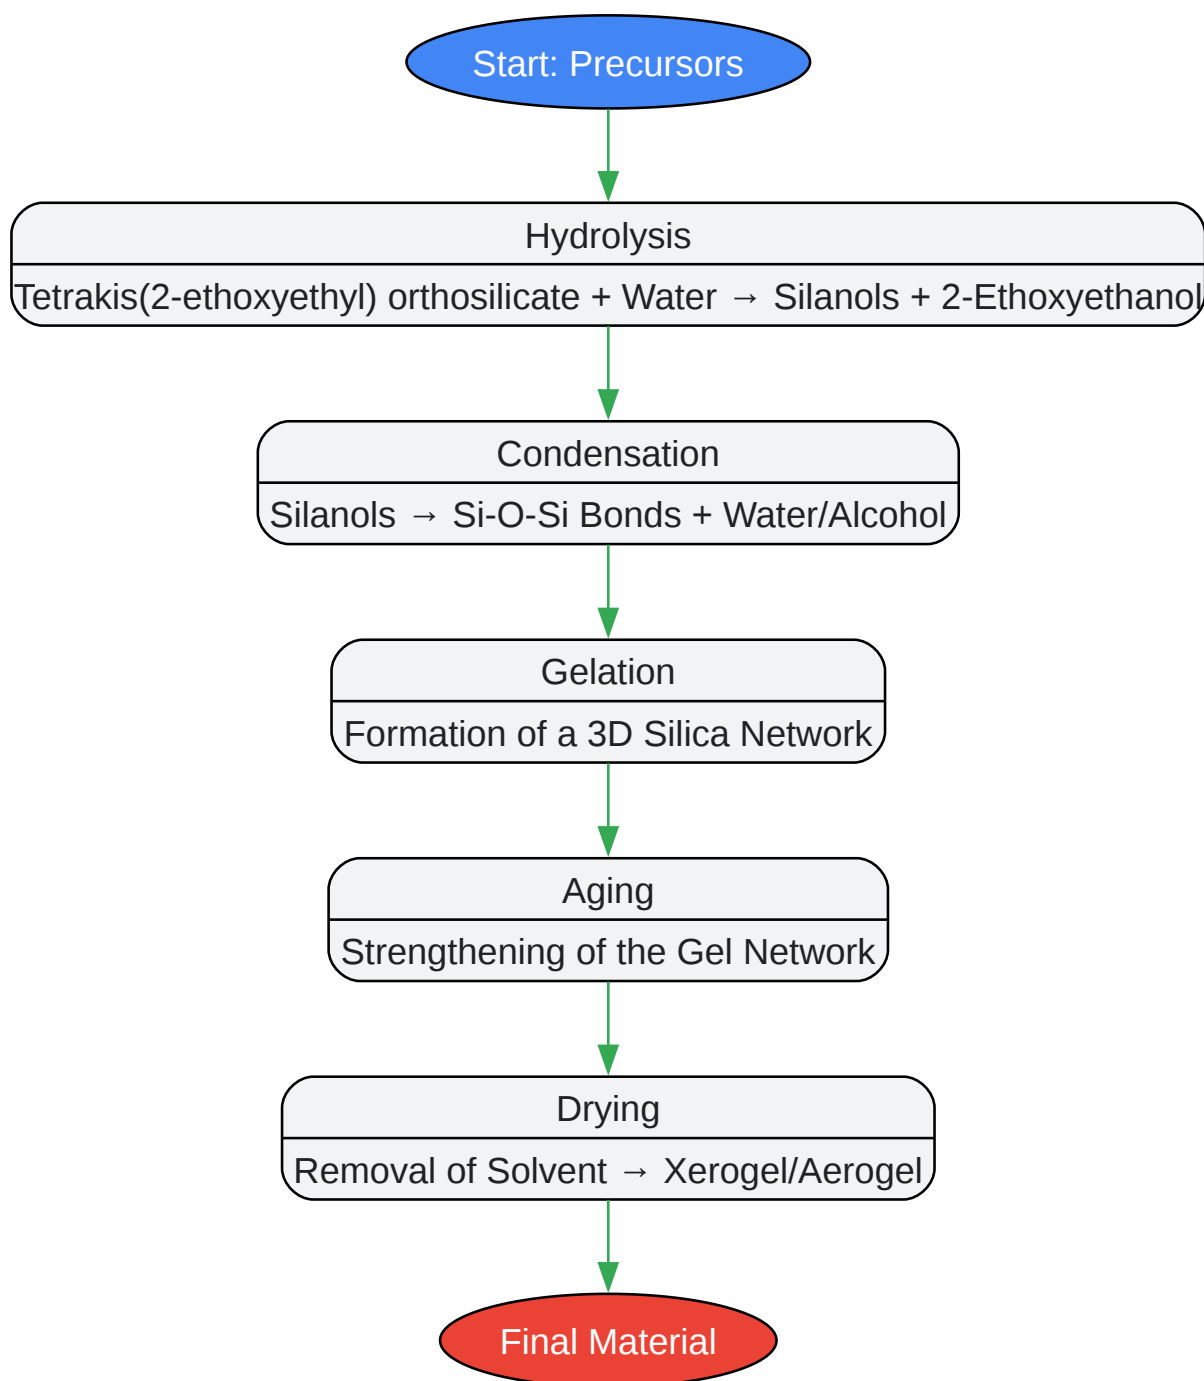 Start: Precursors
Hydrolysis
Tetrakis(2-ethoxyethyl) orthosilicate + Water → Silanols + 2-Ethoxyethanol
Condensation
Silanols → Si-O-Si Bonds + Water/Alcohol
Gelation
Formation of a 3D Silica Network
Aging
Strengthening of the Gel Network
Drying
Removal of Solvent → Xerogel/Aerogel
Final Material